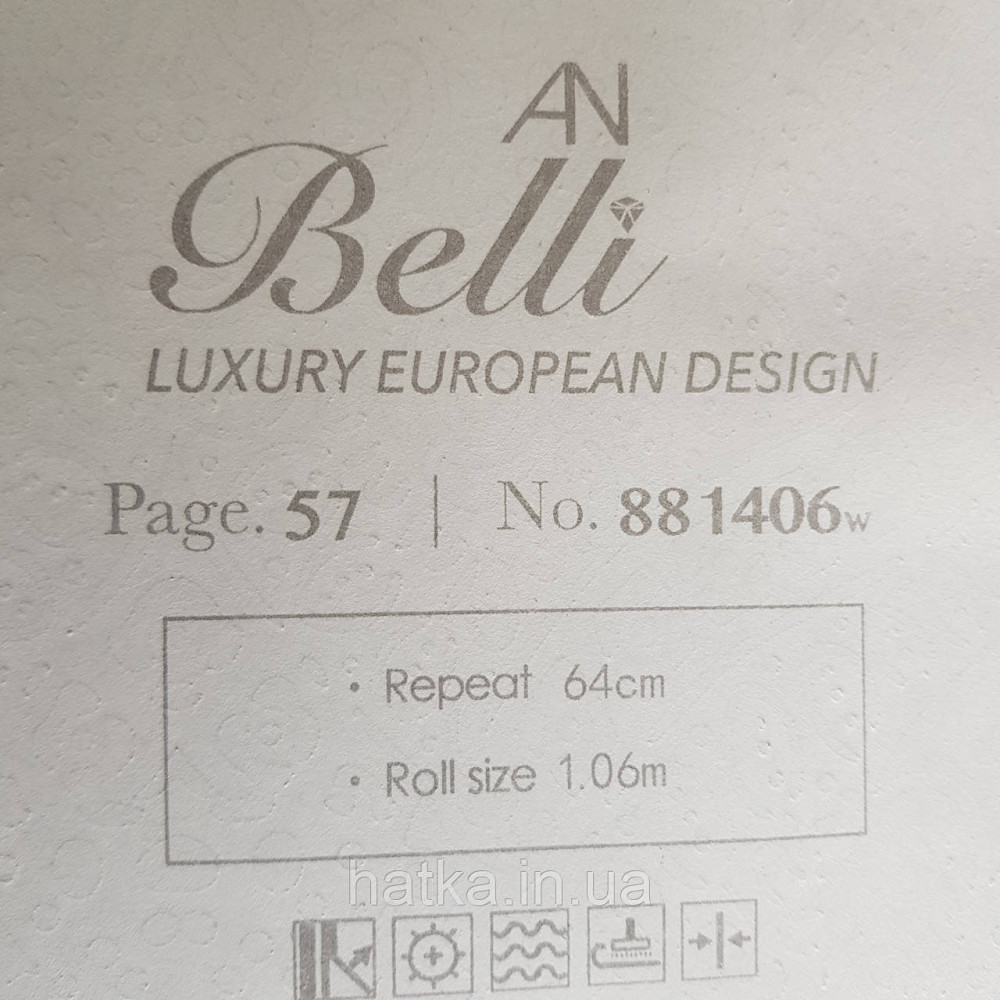 AN
Belli
LUXURY EUROPEAN DESIGN
Page. 57 | No. 881406w
• Repeat 64cm
• Roll size 1.06m
hatka.in.ua